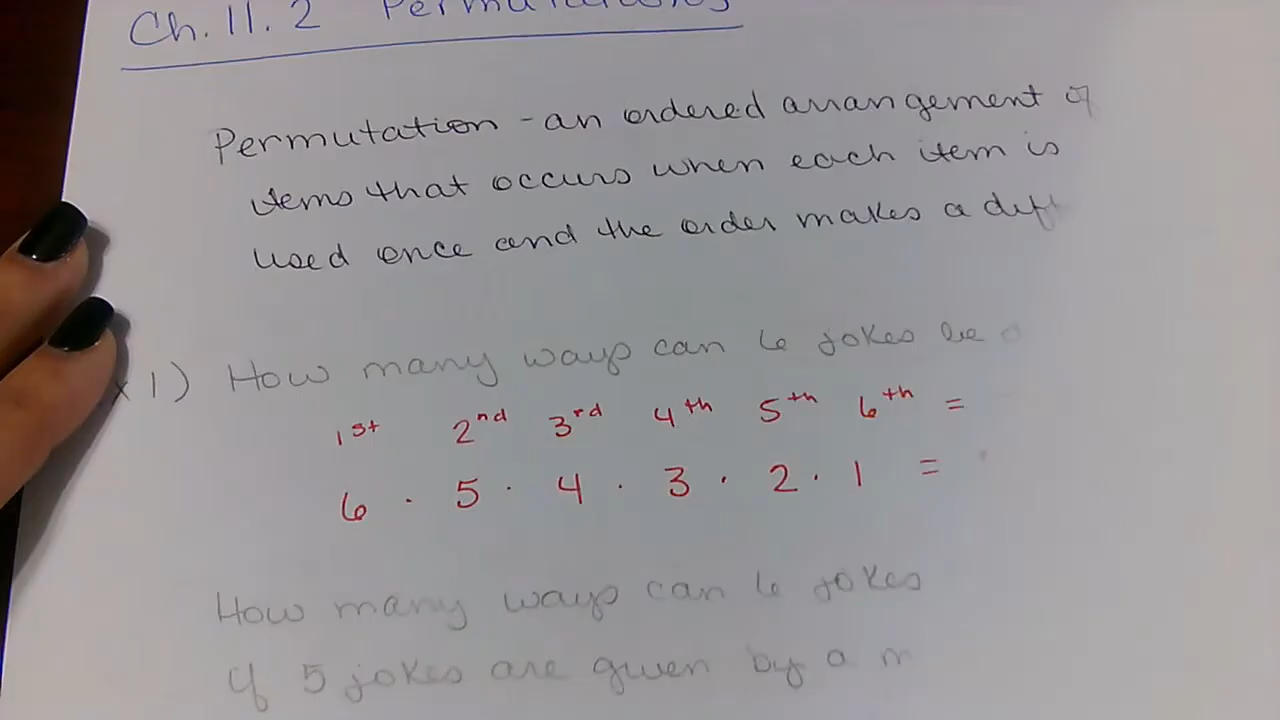 Ch. 11.2 Permutations
Permutation - an ordered arrangement of
items that occurs when each item is
used once and the order makes a
1) How many ways can 6 jokes be
1st 2nd 3rd 4th 5th 6th =
6 · 5 · 4 · 3 · 2 · 1 =
How many ways can 6 jokes
if 5 jokes are given by a